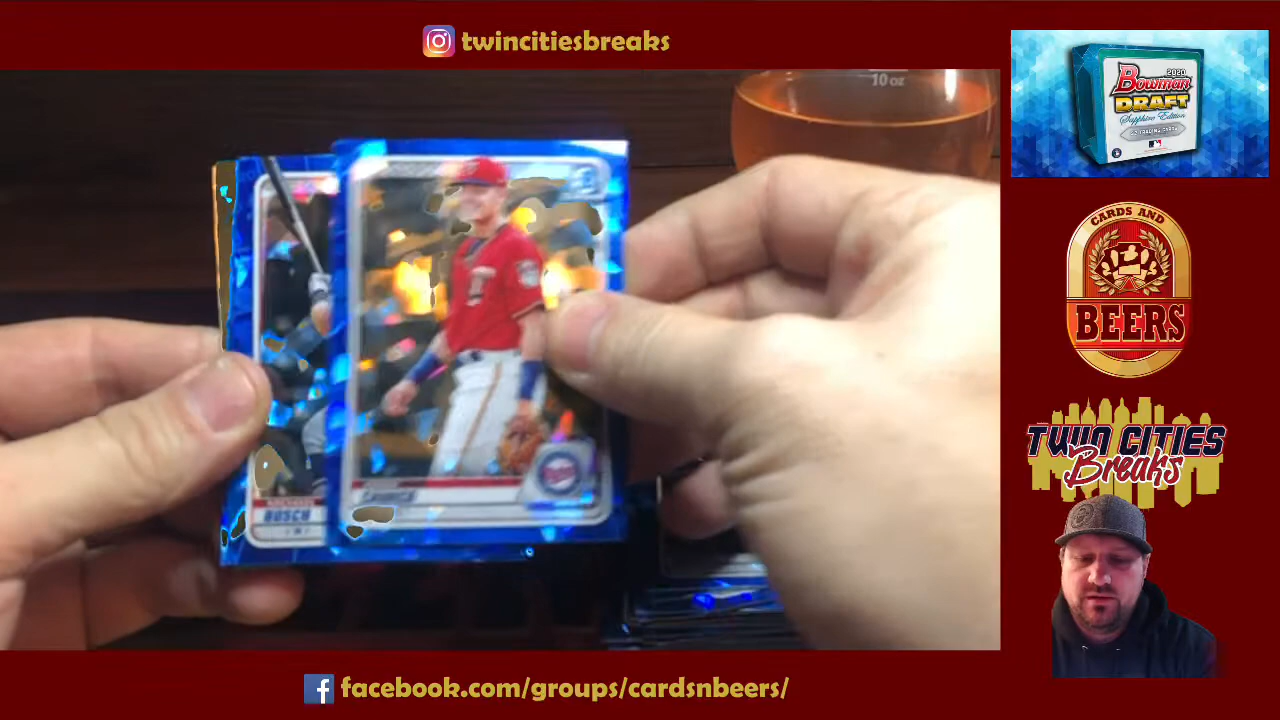 twincitiesbreaks
10 oz
2020
Bowman
DRAFT
Sapphire Edition
CARDS AND
BEERS
TWIN CITIES
Breaks
BUSCH
facebook.com/groups/cardsnbeers/